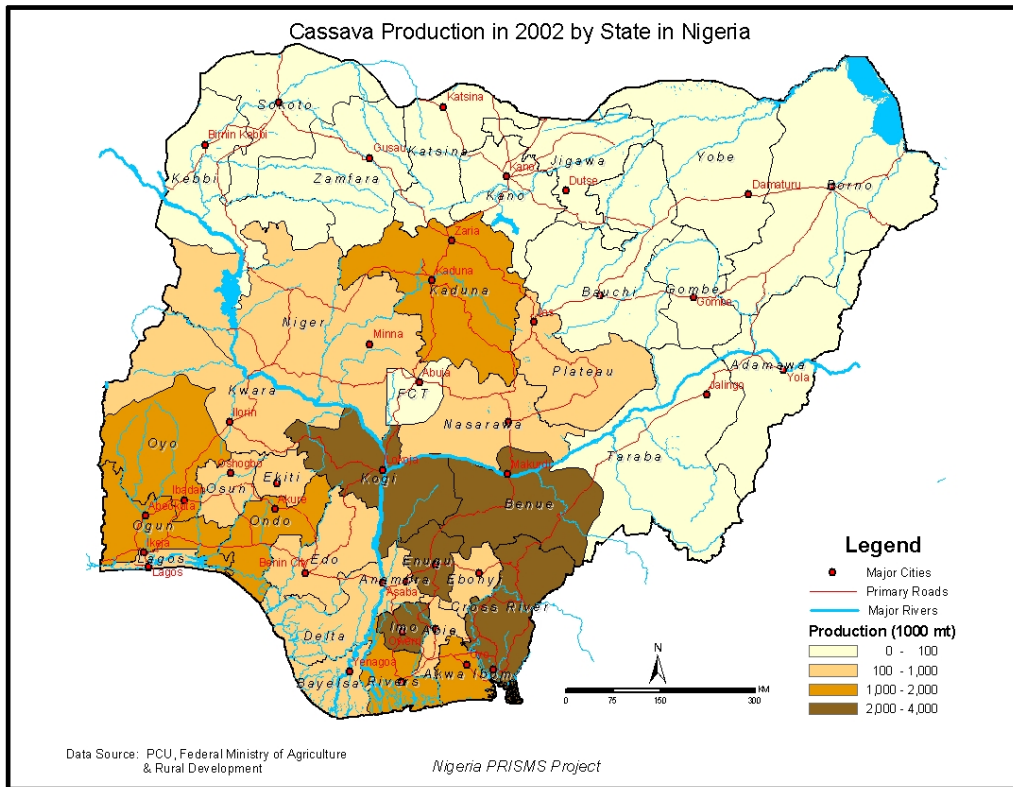 Cassava Production in 2002 by State in Nigeria
Katsina
Sokoto
Birnin Kebbi
Gusau
Katsina
Jigawa
Yobe
Kano
Kebbi
Zamfara
Kano
Dutse
Damaturu
Borno
Zaria
Kaduna
Kaduna
Bauchi
Gombe
Gombe
Niger
Jos
Minna
Plateau
Adamawa
Yola
Abuja
FCT
Jalingo
Kwara
Ilorin
Nasarawa
Oyo
Taraba
Oshogbo
Lokoja
Makurdi
Kogi
Ekiti
Osun
Ibadan
Benue
Abeokuta
Akure
Ogun
Ondo
Ikeja
Lagos
Lagos
Benin City
Edo
Enugu
Anambra
Ebonyi
Asaba
Cross River
Delta
Imo
Abia
Owerri
Uyo
Yenagoa
Akwa Ibom
Bayelsa
Rivers
Legend
Major Cities
Primary Roads
Major Rivers
Production (1000 mt)
0 - 100
100 - 1,000
1,000 - 2,000
2,000 - 4,000
N
0 75 150 300
KM
Data Source: PCU, Federal Ministry of Agriculture
& Rural Development
Nigeria PRISMS Project